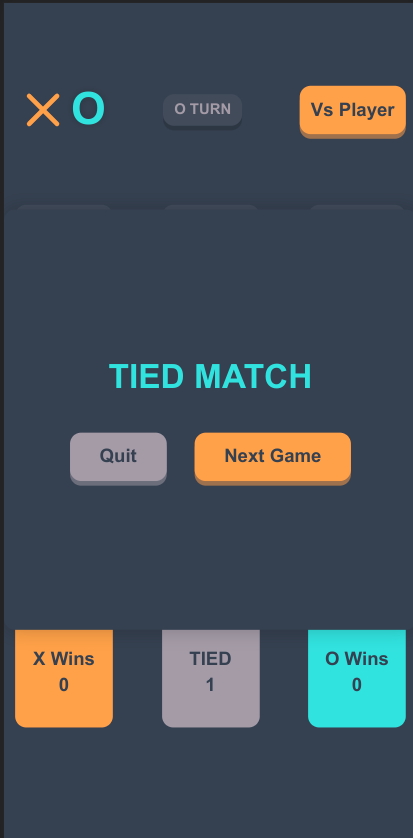 X O
O TURN
Vs Player
TIED MATCH
Quit
Next Game
X Wins
0
TIED
1
O Wins
0